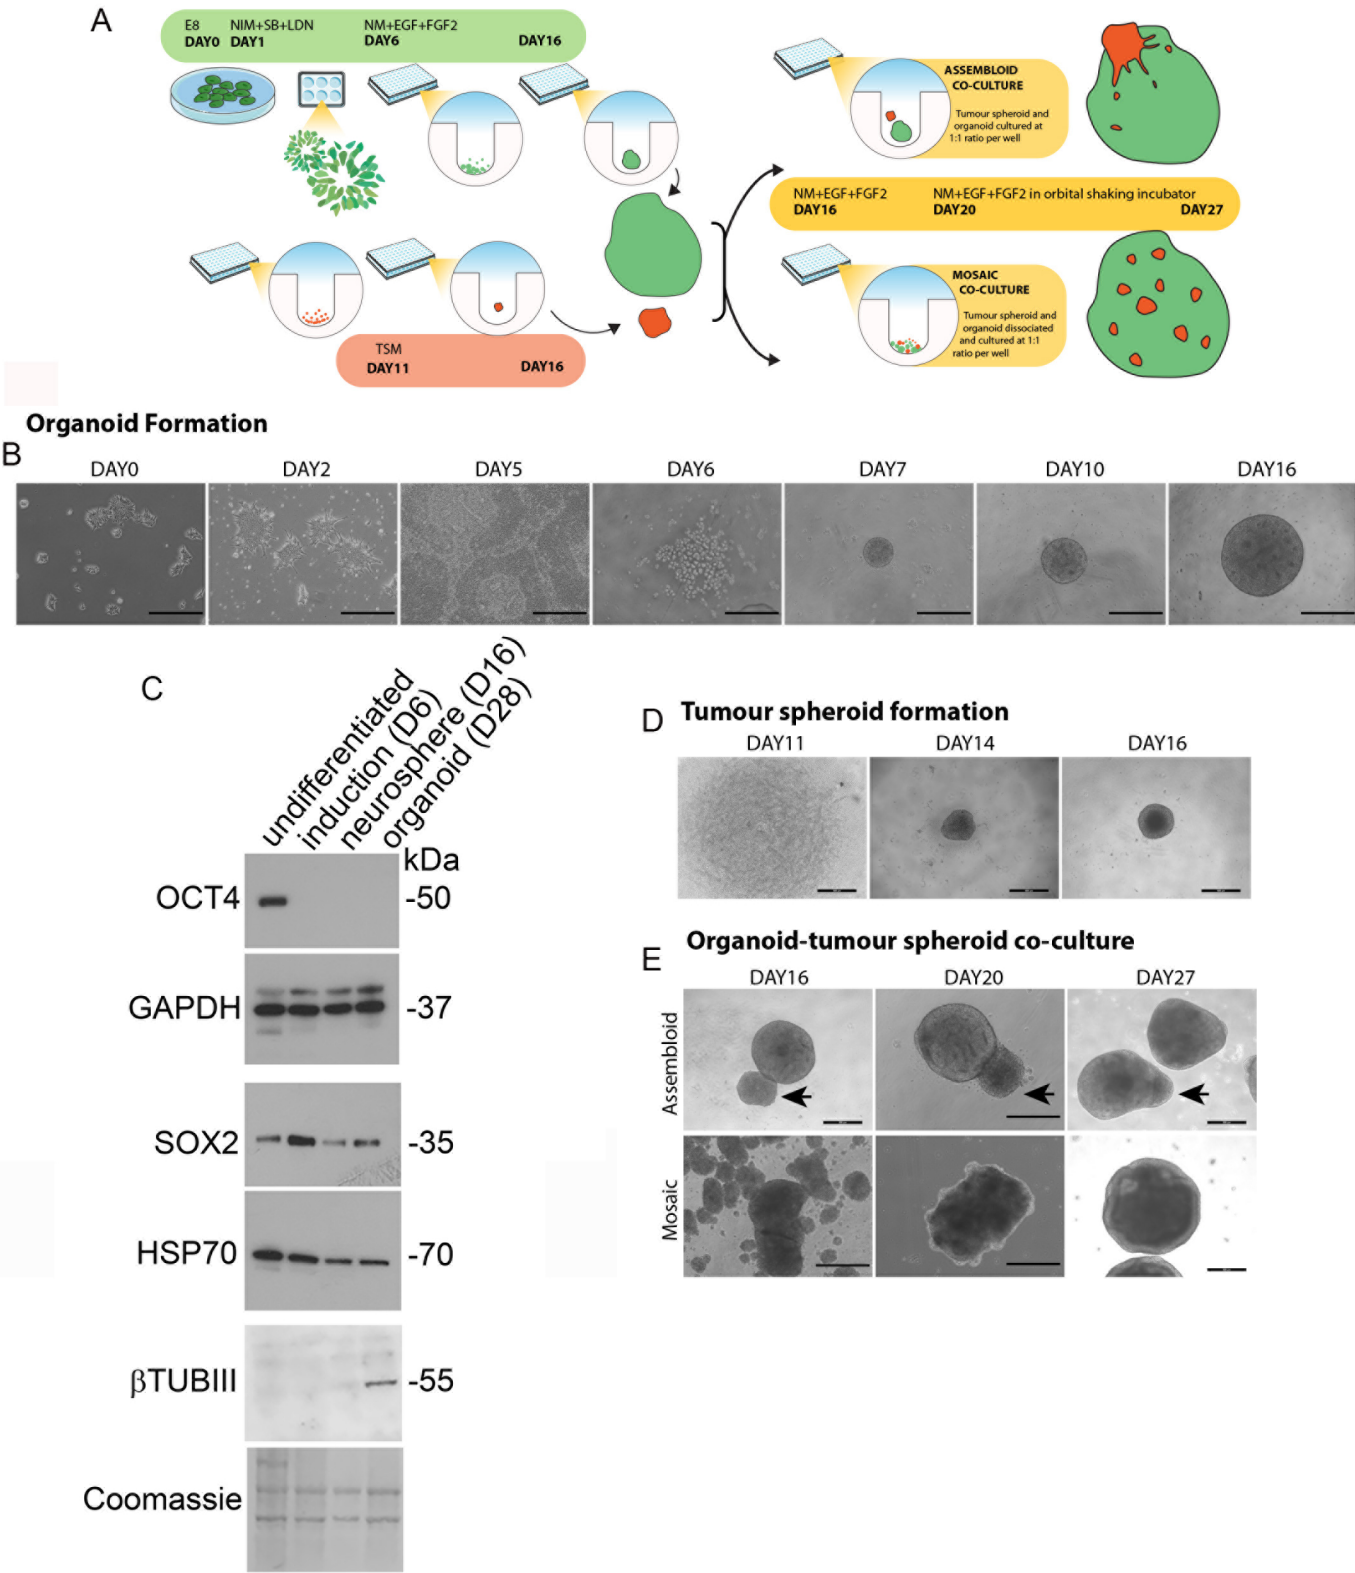 A
E8 NIM+SB+LDN NM+EGF+FGF2
DAY0 DAY1 DAY6 DAY16
TSM
DAY11 DAY16
ASSEMBLOID
CO-CULTURE
Tumour spheroid and
organoid cultured at
1:1 ratio per well
NM+EGF+FGF2 NM+EGF+FGF2 in orbital shaking incubator
DAY16 DAY20 DAY27
MOSAIC
CO-CULTURE
Tumour spheroid and
organoid dissociated
and cultured at 1:1
ratio per well
Organoid Formation
B
DAY0 DAY2 DAY5 DAY6 DAY7 DAY10 DAY16
C
undifferentiated
induction (D6)
neurosphere (D16)
organoid (D28)
kDa
OCT4 -50
GAPDH -37
SOX2 -35
HSP70 -70
βTUBIII -55
Coomassie
D Tumour spheroid formation
DAY11 DAY14 DAY16
E Organoid-tumour spheroid co-culture
DAY16 DAY20 DAY27
Assembloid
Mosaic